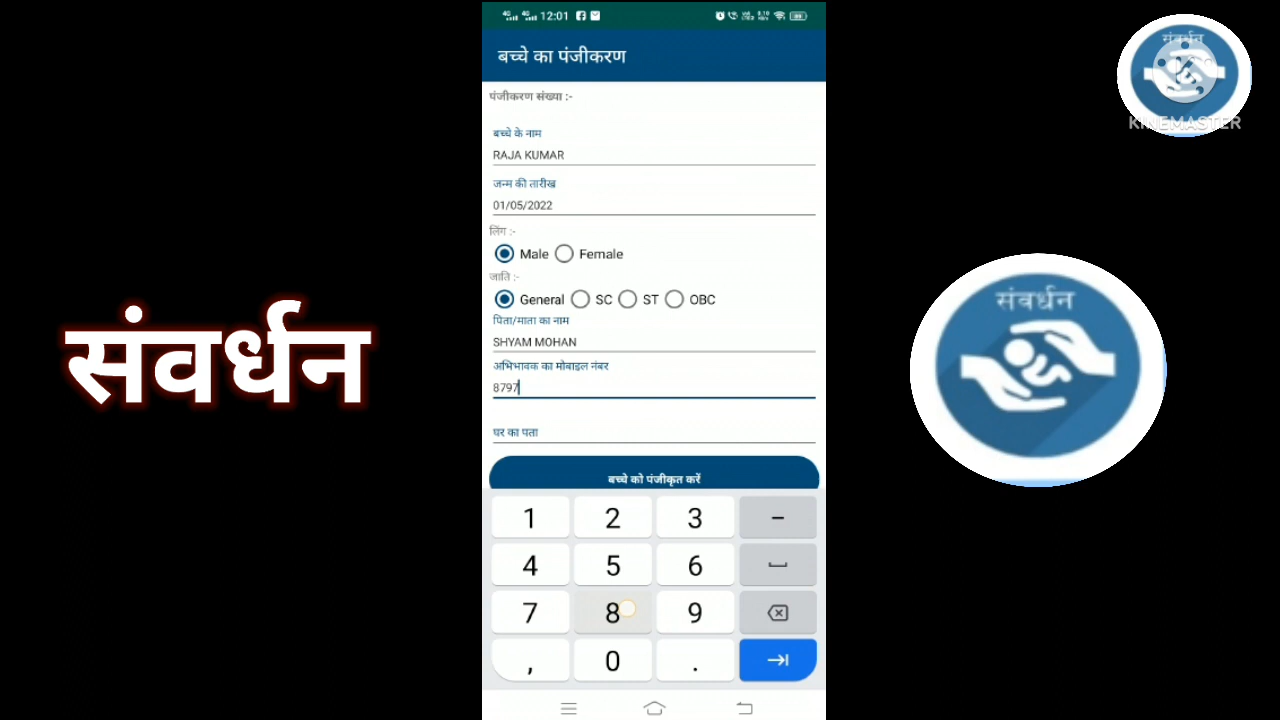 12:01
बच्चे का पंजीकरण
पंजीकरण संख्या :-
बच्चे के नाम
RAJA KUMAR
जन्म की तारीख
01/05/2022
लिंग :-
Male Female
जाति :-
General SC ST OBC
पिता/माता का नाम
SHYAM MOHAN
अभिभावक का मोबाइल नंबर
8797
घर का पता
बच्चे को पंजीकृत करें
1 2 3 -
4 5 6
7 8 9
, 0 .
संवर्धन
संवर्धन
KINEMASTER
संवर्धन